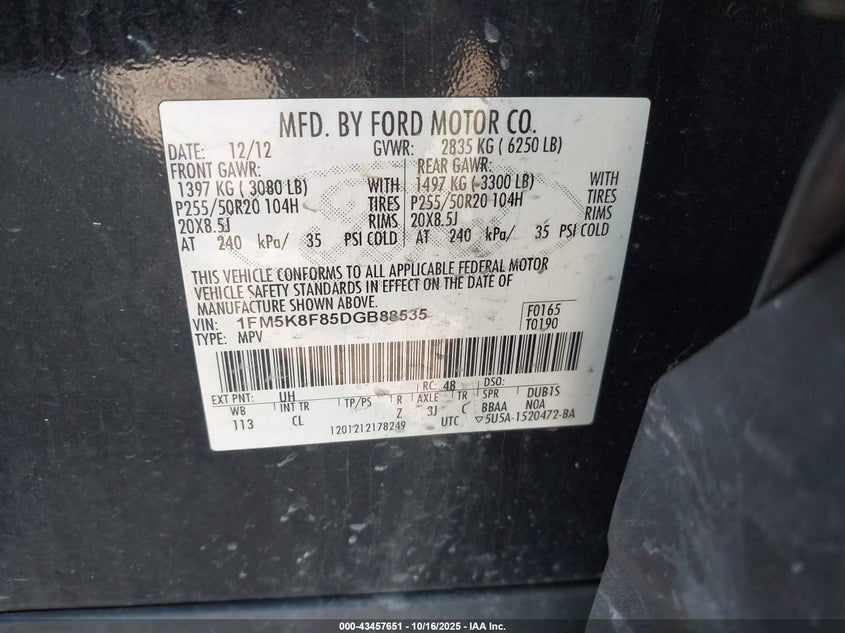 MFD. BY FORD MOTOR CO.
DATE: 12/12 GVWR: 2835 KG ( 6250 LB)
FRONT GAWR: REAR GAWR:
1397 KG ( 3080 LB) WITH 1497 KG ( 3300 LB) WITH
P255/50R20 104H TIRES P255/50R20 104H TIRES
20X8.5J RIMS 20X8.5J RIMS
AT 240 kPa/ 35 PSI COLD AT 240 kPa/ 35 PSI COLD
THIS VEHICLE CONFORMS TO ALL APPLICABLE FEDERAL MOTOR
VEHICLE SAFETY STANDARDS IN EFFECT ON THE DATE OF
MANUFACTURE SHOWN ABOVE.
VIN: 1FM5K8F85DGB88535 F0165
TYPE: MPV T0190
RC: 48 DSO:
EXT PNT: UH
WB INT TR TP/PS R AXLE TR SPR DUB1S
113 CL Z 3J C BBAA NOA
1201212178249 UTC ▽5U5A-1520472-BA
000-43457651 | 10/16/2025 - IAA Inc.